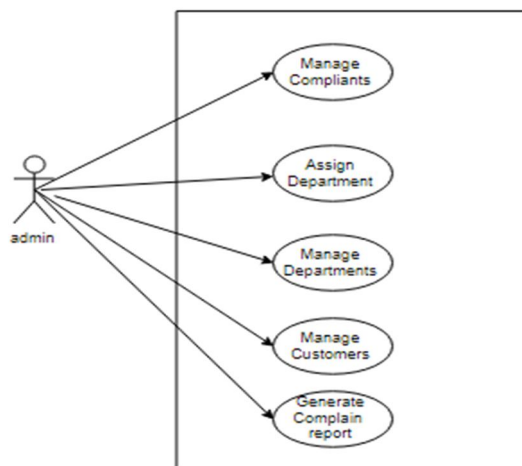 Manage
Compliants
Assign
Department
admin
Manage
Departments
Manage
Customers
Generate
Complain
report